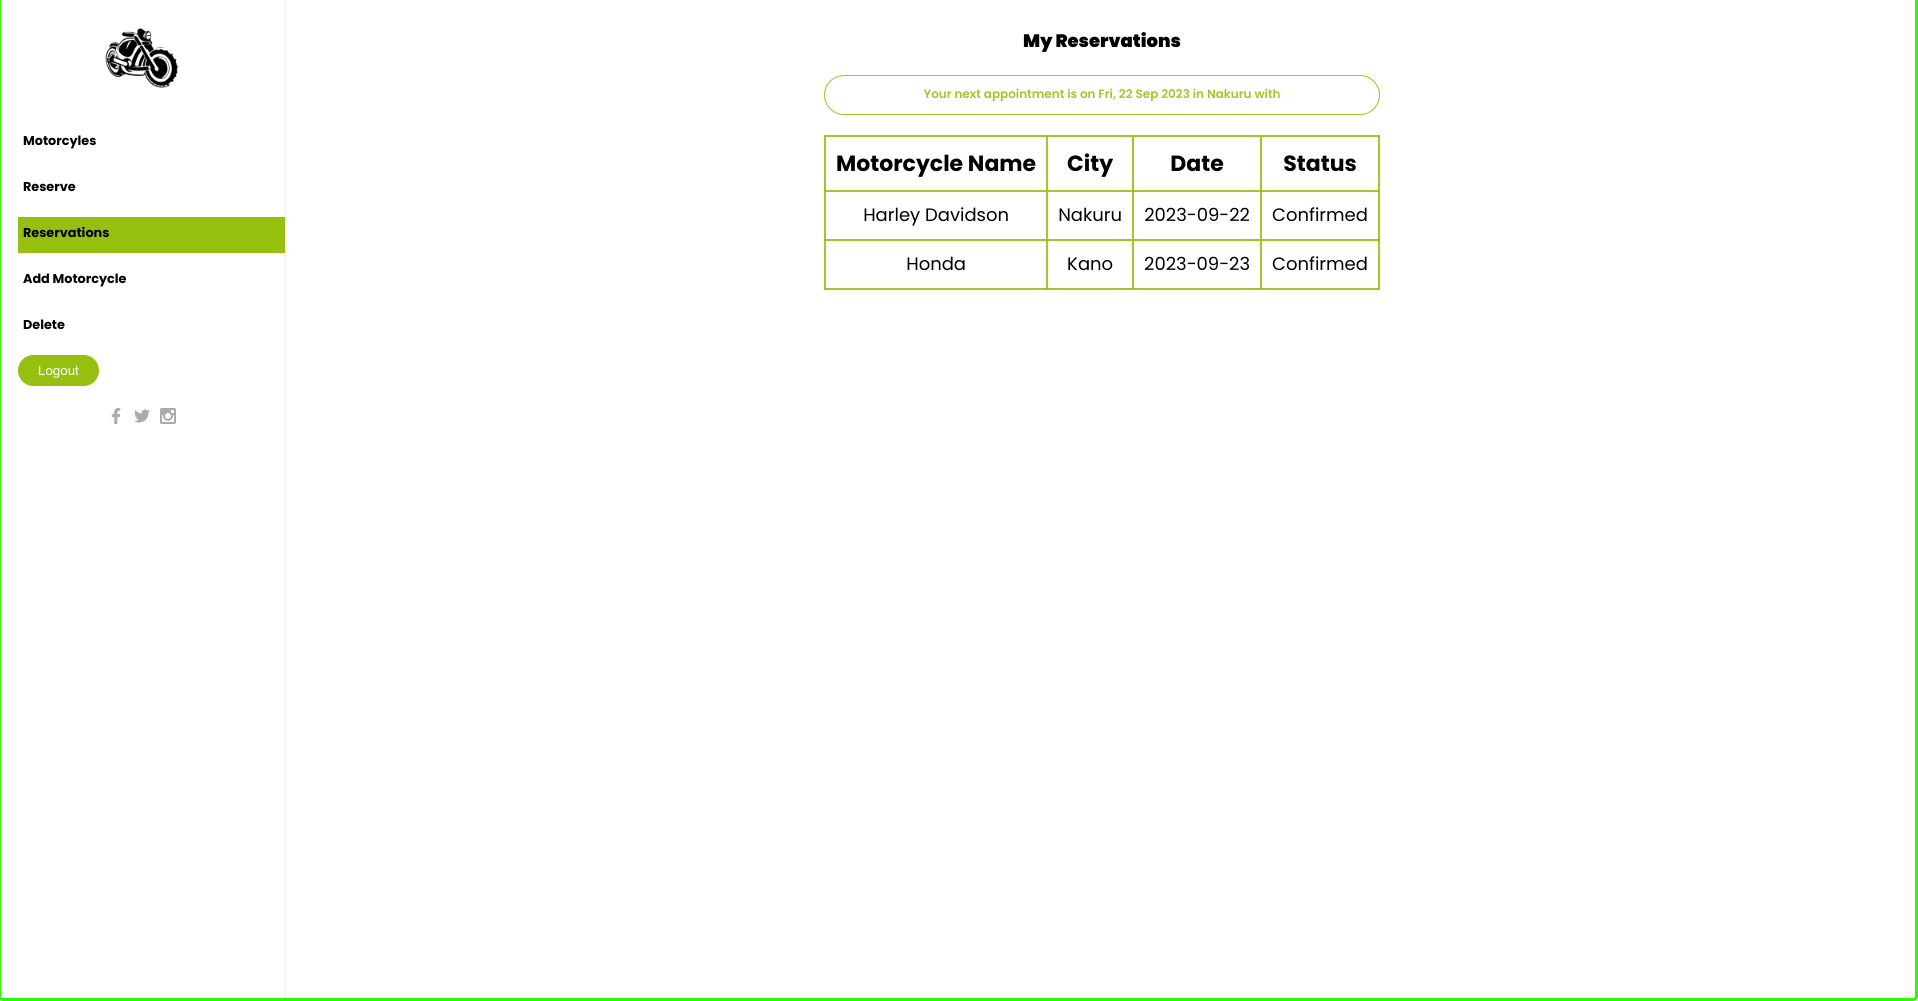 Motorcyles
Reserve
Reservations
Add Motorcycle
Delete
Logout
My Reservations
Your next appointment is on Fri, 22 Sep 2023 in Nakuru with
Motorcycle Name City Date Status
Harley Davidson Nakuru 2023-09-22 Confirmed
Honda Kano 2023-09-23 Confirmed